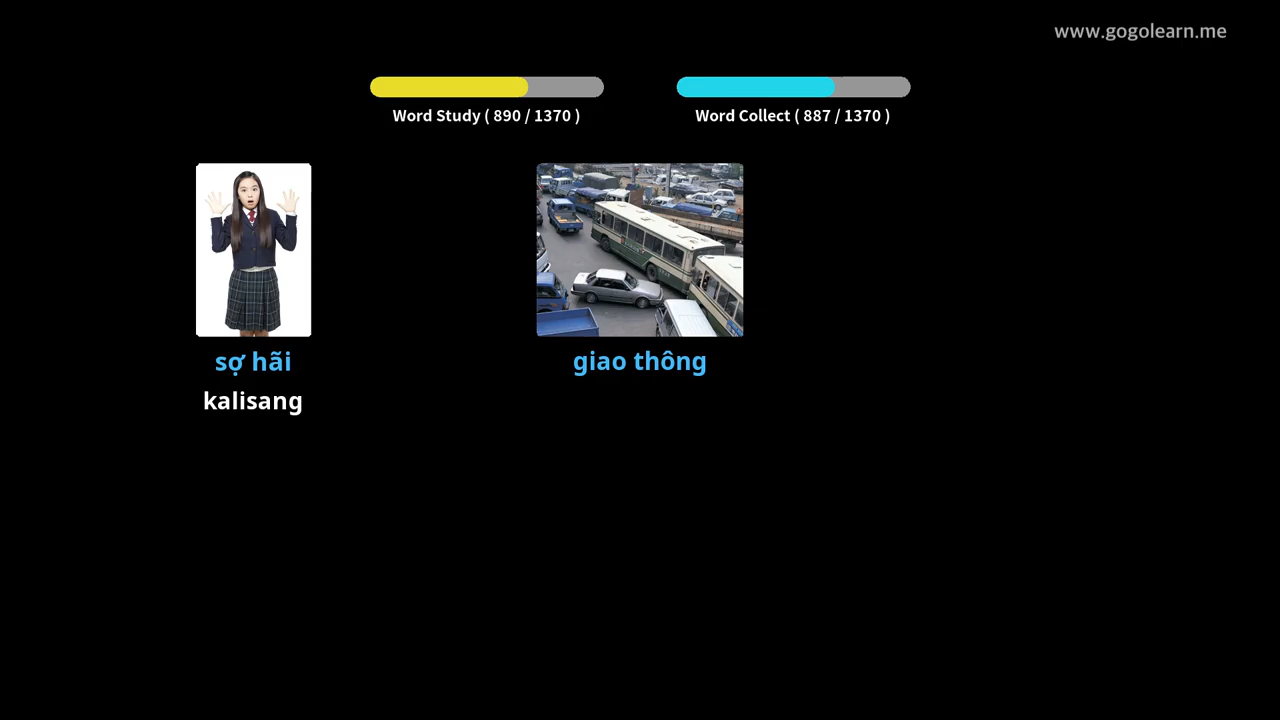 www.gogolearn.me
Word Study ( 890 / 1370 )
Word Collect ( 887 / 1370 )
sợ hãi
giao thông
kalisang